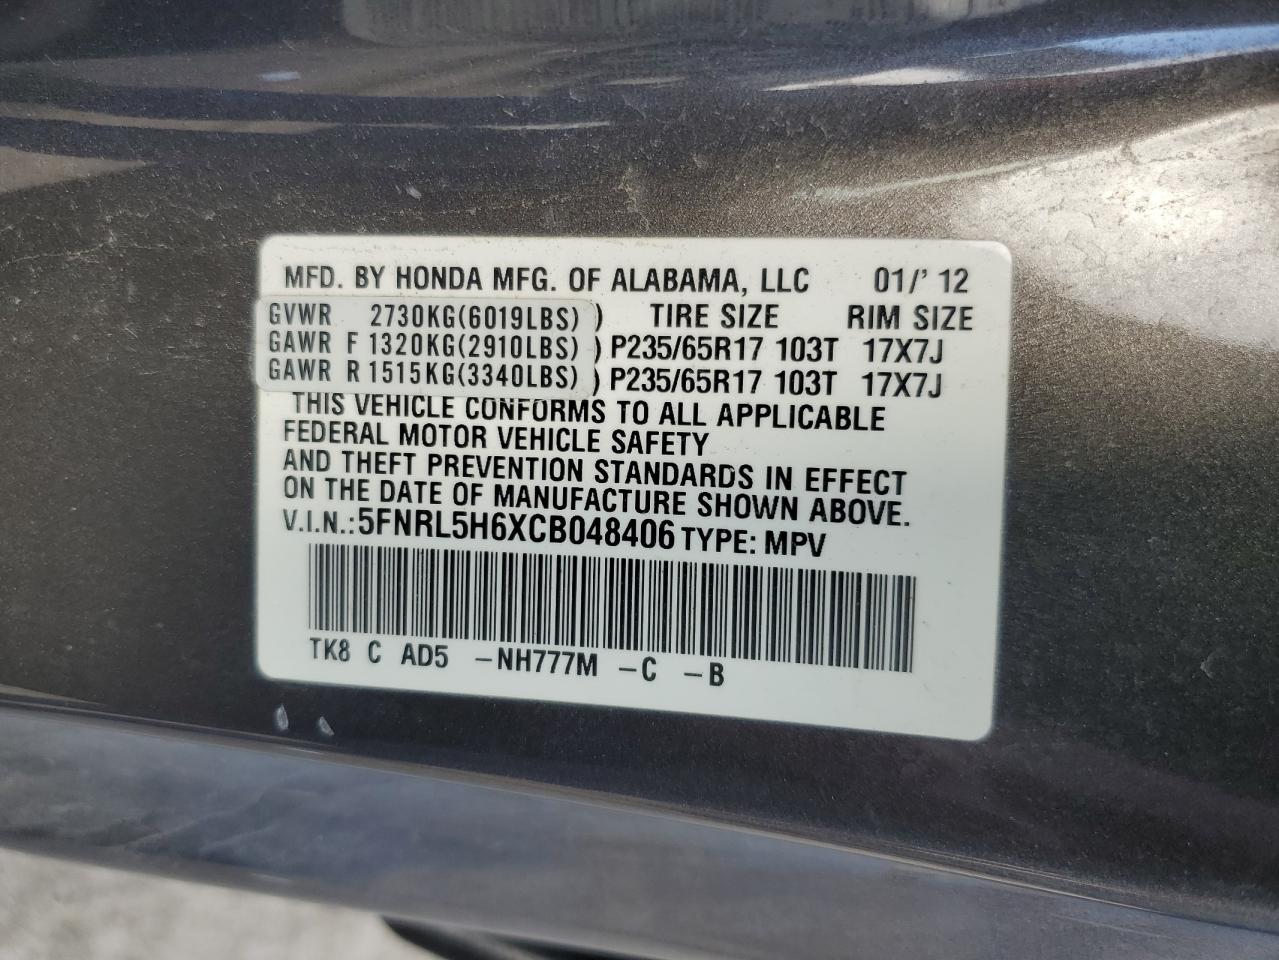 MFD. BY HONDA MFG. OF ALABAMA, LLC 01/' 12
GVWR 2730KG(6019LBS) ) TIRE SIZE RIM SIZE
GAWR F 1320KG(2910LBS) ) P235/65R17 103T 17X7J
GAWR R 1515KG(3340LBS) ) P235/65R17 103T 17X7J
THIS VEHICLE CONFORMS TO ALL APPLICABLE
FEDERAL MOTOR VEHICLE SAFETY
AND THEFT PREVENTION STANDARDS IN EFFECT
ON THE DATE OF MANUFACTURE SHOWN ABOVE.
V.I.N.: 5FNRL5H6XCB048406 TYPE: MPV
TK8 C AD5 -NH777M -C -B